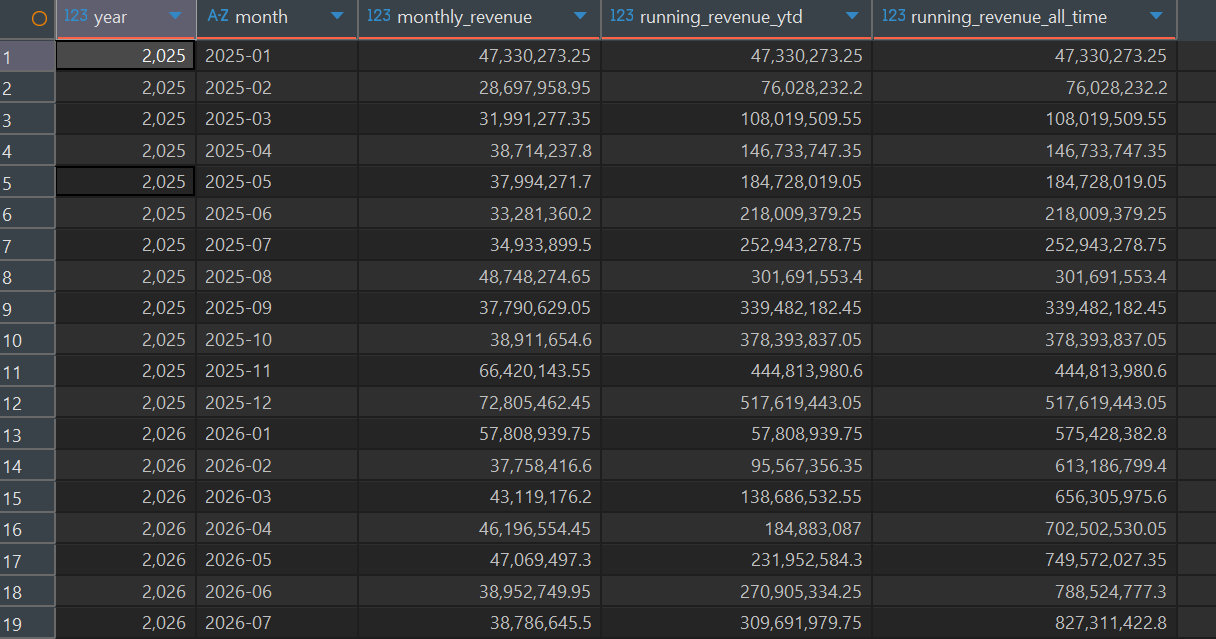 123 year A-Z month 123 monthly_revenue 123 running_revenue_ytd 123 running_revenue_all_time
1 2,025 2025-01 47,330,273.25 47,330,273.25 47,330,273.25
2 2,025 2025-02 28,697,958.95 76,028,232.2 76,028,232.2
3 2,025 2025-03 31,991,277.35 108,019,509.55 108,019,509.55
4 2,025 2025-04 38,714,237.8 146,733,747.35 146,733,747.35
5 2,025 2025-05 37,994,271.7 184,728,019.05 184,728,019.05
6 2,025 2025-06 33,281,360.2 218,009,379.25 218,009,379.25
7 2,025 2025-07 34,933,899.5 252,943,278.75 252,943,278.75
8 2,025 2025-08 48,748,274.65 301,691,553.4 301,691,553.4
9 2,025 2025-09 37,790,629.05 339,482,182.45 339,482,182.45
10 2,025 2025-10 38,911,654.6 378,393,837.05 378,393,837.05
11 2,025 2025-11 66,420,143.55 444,813,980.6 444,813,980.6
12 2,025 2025-12 72,805,462.45 517,619,443.05 517,619,443.05
13 2,026 2026-01 57,808,939.75 57,808,939.75 575,428,382.8
14 2,026 2026-02 37,758,416.6 95,567,356.35 613,186,799.4
15 2,026 2026-03 43,119,176.2 138,686,532.55 656,305,975.6
16 2,026 2026-04 46,196,554.45 184,883,087 702,502,530.05
17 2,026 2026-05 47,069,497.3 231,952,584.3 749,572,027.35
18 2,026 2026-06 38,952,749.95 270,905,334.25 788,524,777.3
19 2,026 2026-07 38,786,645.5 309,691,979.75 827,311,422.8